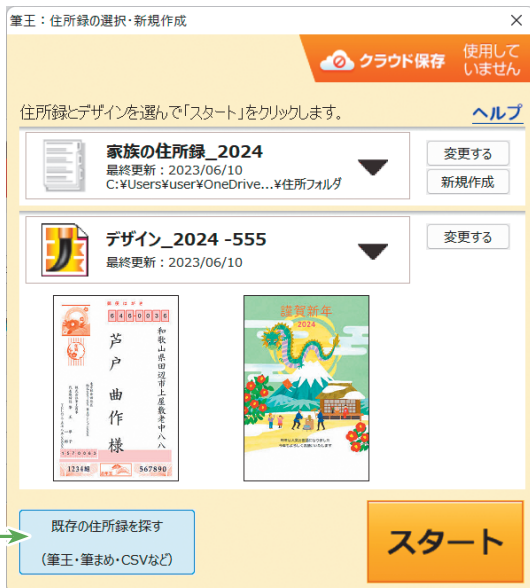 筆王：住所録の選択・新規作成
クラウド保存
使用して
いません
住所録とデザインを選んで「スタート」をクリックします。
ヘルプ
家族の住所録_2024
最終更新：2023/06/10
C:¥Users¥user¥OneDrive...¥住所フォルダ
変更する
新規作成
デザイン_2024 -555
最終更新：2023/06/10
変更する
郵便はがき
6460036
和歌山県田辺市上屋敷老中八八
芦戸 曲作 様
1570043
1234組
567890
謹賀新年
2024
既存の住所録を探す
（筆王・筆まめ・CSVなど）
スタート